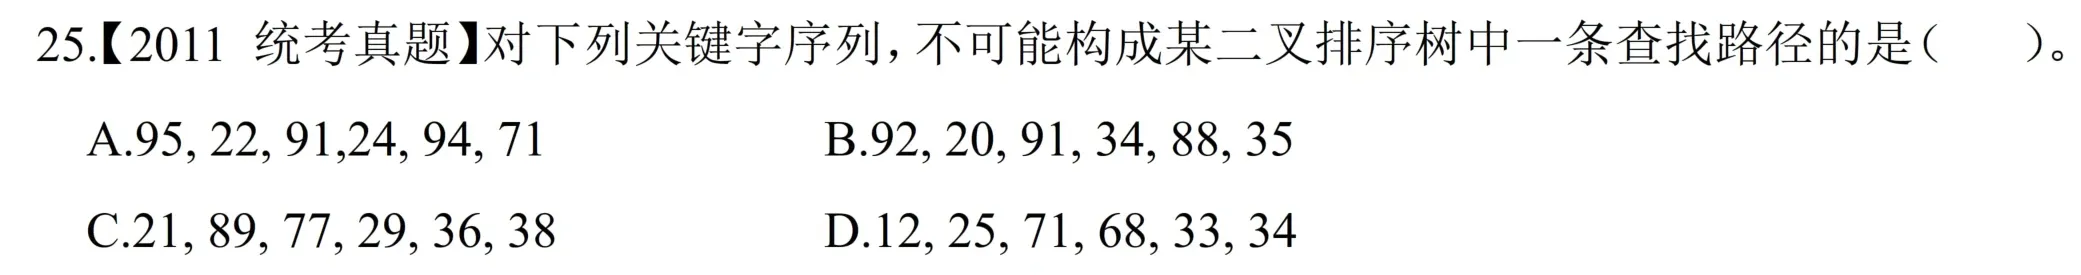 25.【2011 统考真题】对下列关键字序列，不可能构成某二叉排序树中一条查找路径的是（　　）。
A.95, 22, 91,24, 94, 71　　B.92, 20, 91, 34, 88, 35
C.21, 89, 77, 29, 36, 38　　D.12, 25, 71, 68, 33, 34